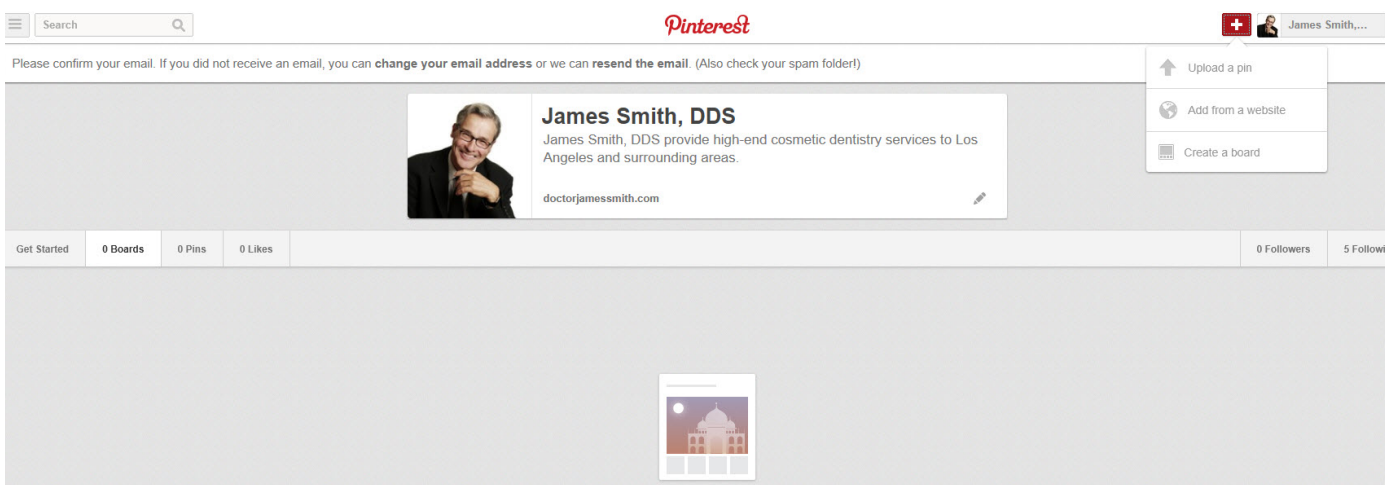 Search
Pinterest
James Smith,...
Please confirm your email. If you did not receive an email, you can change your email address or we can resend the email. (Also check your spam folder!)
Upload a pin
Add from a website
Create a board
James Smith, DDS
James Smith, DDS provide high-end cosmetic dentistry services to Los
Angeles and surrounding areas.
doctorjamessmith.com
Get Started
0 Boards
0 Pins
0 Likes
0 Followers
5 Followi